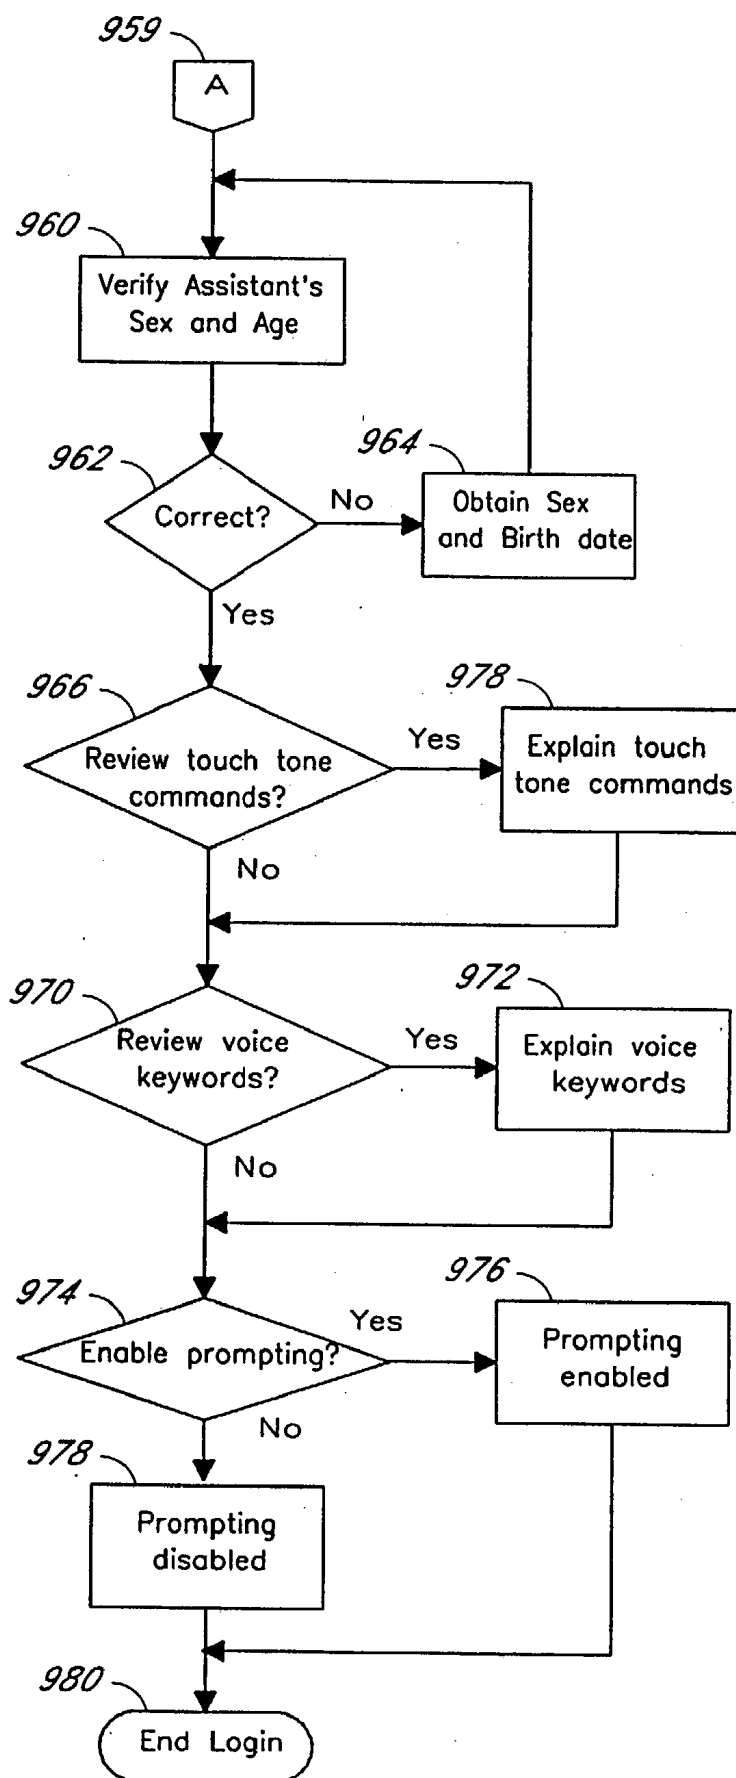 959
A
960
Verify Assistant's
Sex and Age
962
Correct?
No
964
Obtain Sex
and Birth date
Yes
966
Review touch tone
commands?
Yes
978
Explain touch
tone commands
No
970
Review voice
keywords?
Yes
972
Explain voice
keywords
No
974
Enable prompting?
Yes
976
Prompting
enabled
No
978
Prompting
disabled
980
End Login